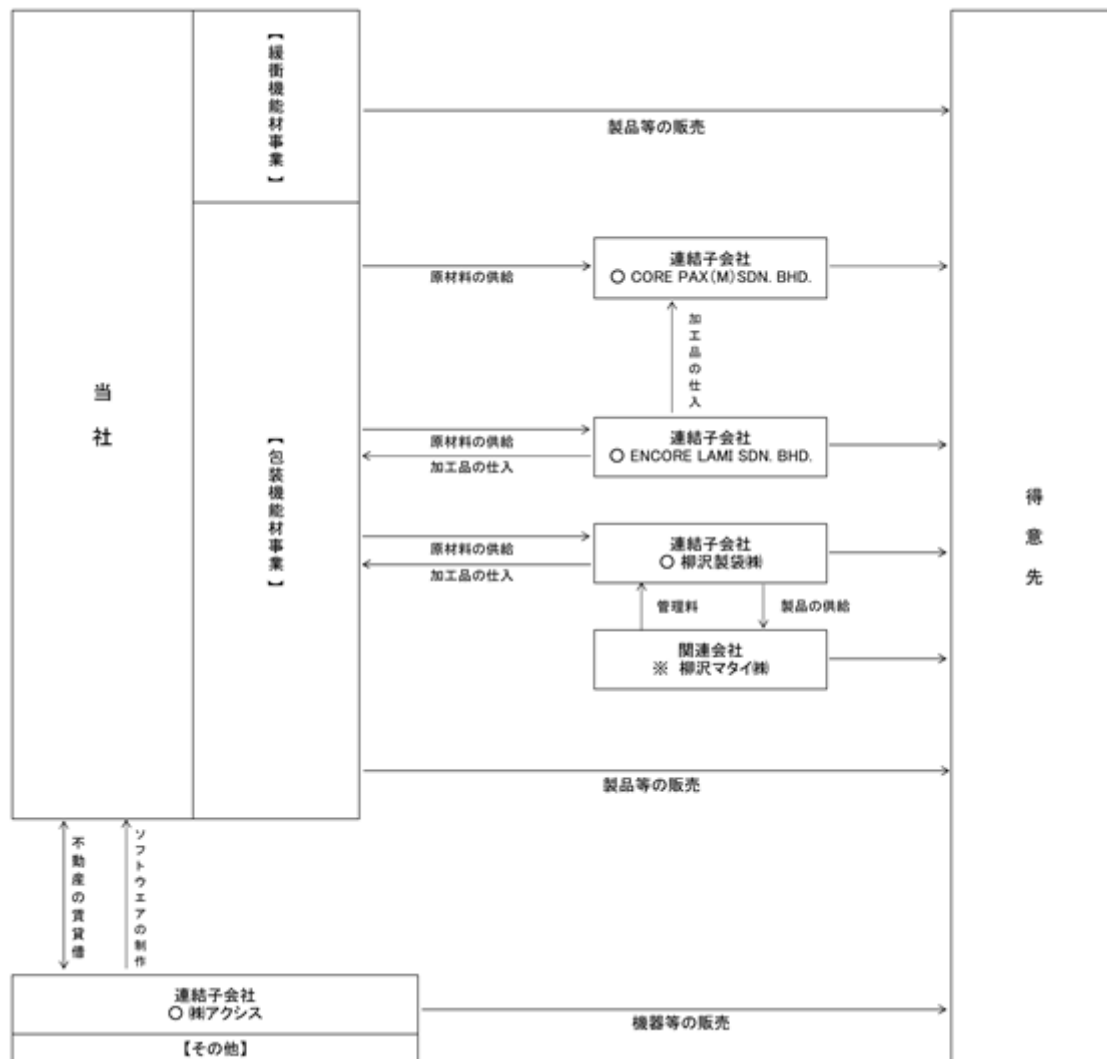 当社
【緩衝機能材事業】
製品等の販売
【包装機能材事業】
原材料の供給
連結子会社
○ CORE PAX(M)SDN. BHD.
加工品の仕入
原材料の供給
加工品の仕入
連結子会社
○ ENCORE LAMI SDN. BHD.
原材料の供給
加工品の仕入
連結子会社
○ 柳沢製袋㈱
管理料
製品の供給
関連会社
※ 柳沢マタイ㈱
製品等の販売
得意先
不動産の賃貸借
ソフトウエアの制作
連結子会社
○ ㈱アクシス
【その他】
機器等の販売